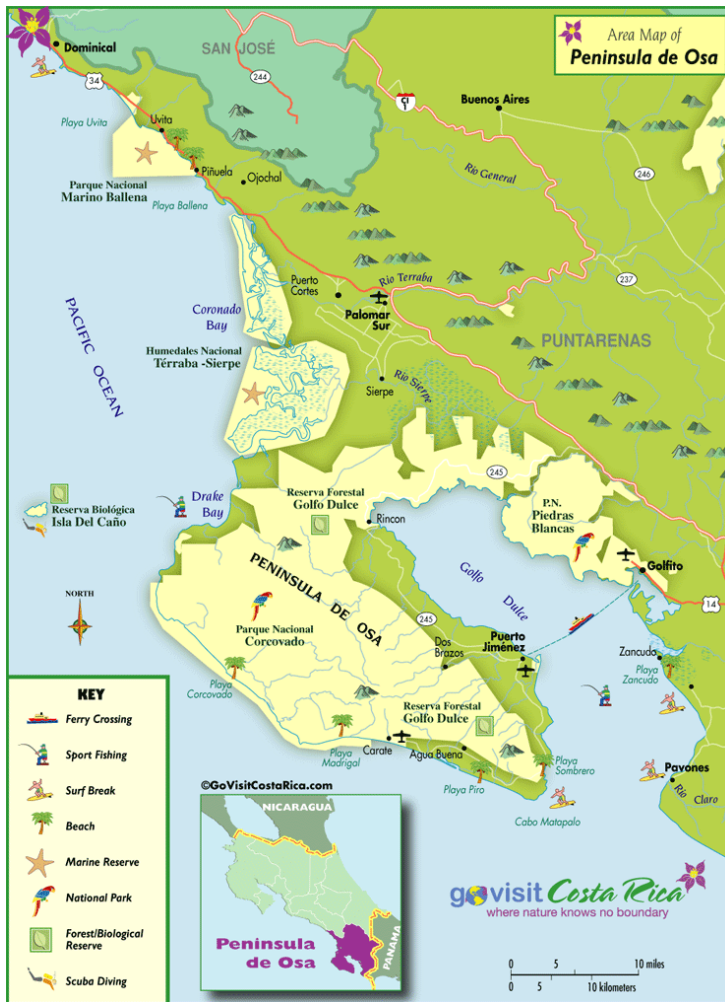 Area Map of
Peninsula de Osa
Dominical
SAN JOSÉ
34
244
CA
1
Buenos Aires
Playa Uvita
Uvita
Piñuela
Ojochal
Río General
246
Parque Nacional
Marino Ballena
Playa Ballena
237
Puerto
Cortes
Río Terraba
Palomar
Sur
Coronado
Bay
PACIFIC OCEAN
PUNTARENAS
Humedales Nacional
Térraba -Sierpe
Sierpe
Río Sierpe
245
Reserva Forestal
Golfo Dulce
P.N.
Piedras
Blancas
Drake
Bay
Reserva Biológica
Isla Del Caño
Rincon
Golfito
Golfo Dulce
14
NORTH
PENINSULA DE OSA
Parque Nacional
Corcovado
245
Dos
Brazos
Puerto
Jiménez
Zancudo
Playa
Zancudo
Playa
Corcovado
Reserva Forestal
Golfo Dulce
Playa
Madrigal
Carate
Agua Buena
Playa
Sombrero
Playa Piro
Pavones
Río Claro
Cabo Matapalo
KEY
Ferry Crossing
Sport Fishing
Surf Break
Beach
Marine Reserve
National Park
Forest/Biological
Reserve
Scuba Diving
©GoVisitCostaRica.com
NICARAGUA
Peninsula
de Osa
PANAMA
govisit Costa Rica
where nature knows no boundary
0 5 10 miles
0 5 10 kilometers